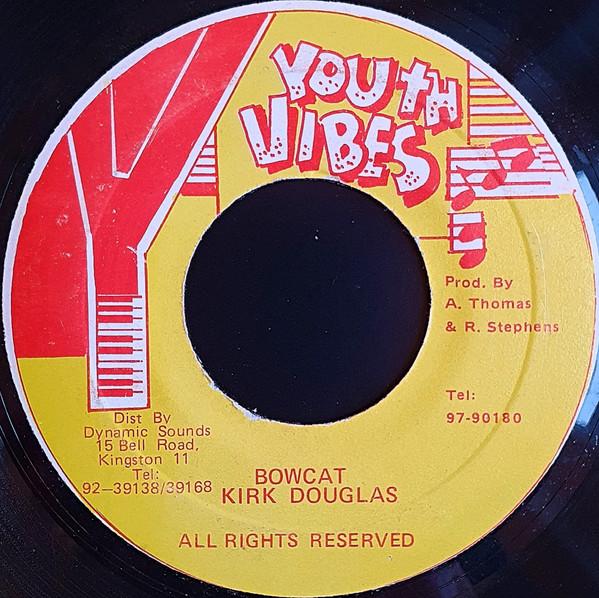 YOUTH
VIBES
Prod. By
A. Thomas
& R. Stephens
Tel:
97-90180
Dist By
Dynamic Sounds
15 Bell Road,
Kingston 11
Tel:
92—39138/39168
BOWCAT
KIRK DOUGLAS
ALL RIGHTS RESERVED